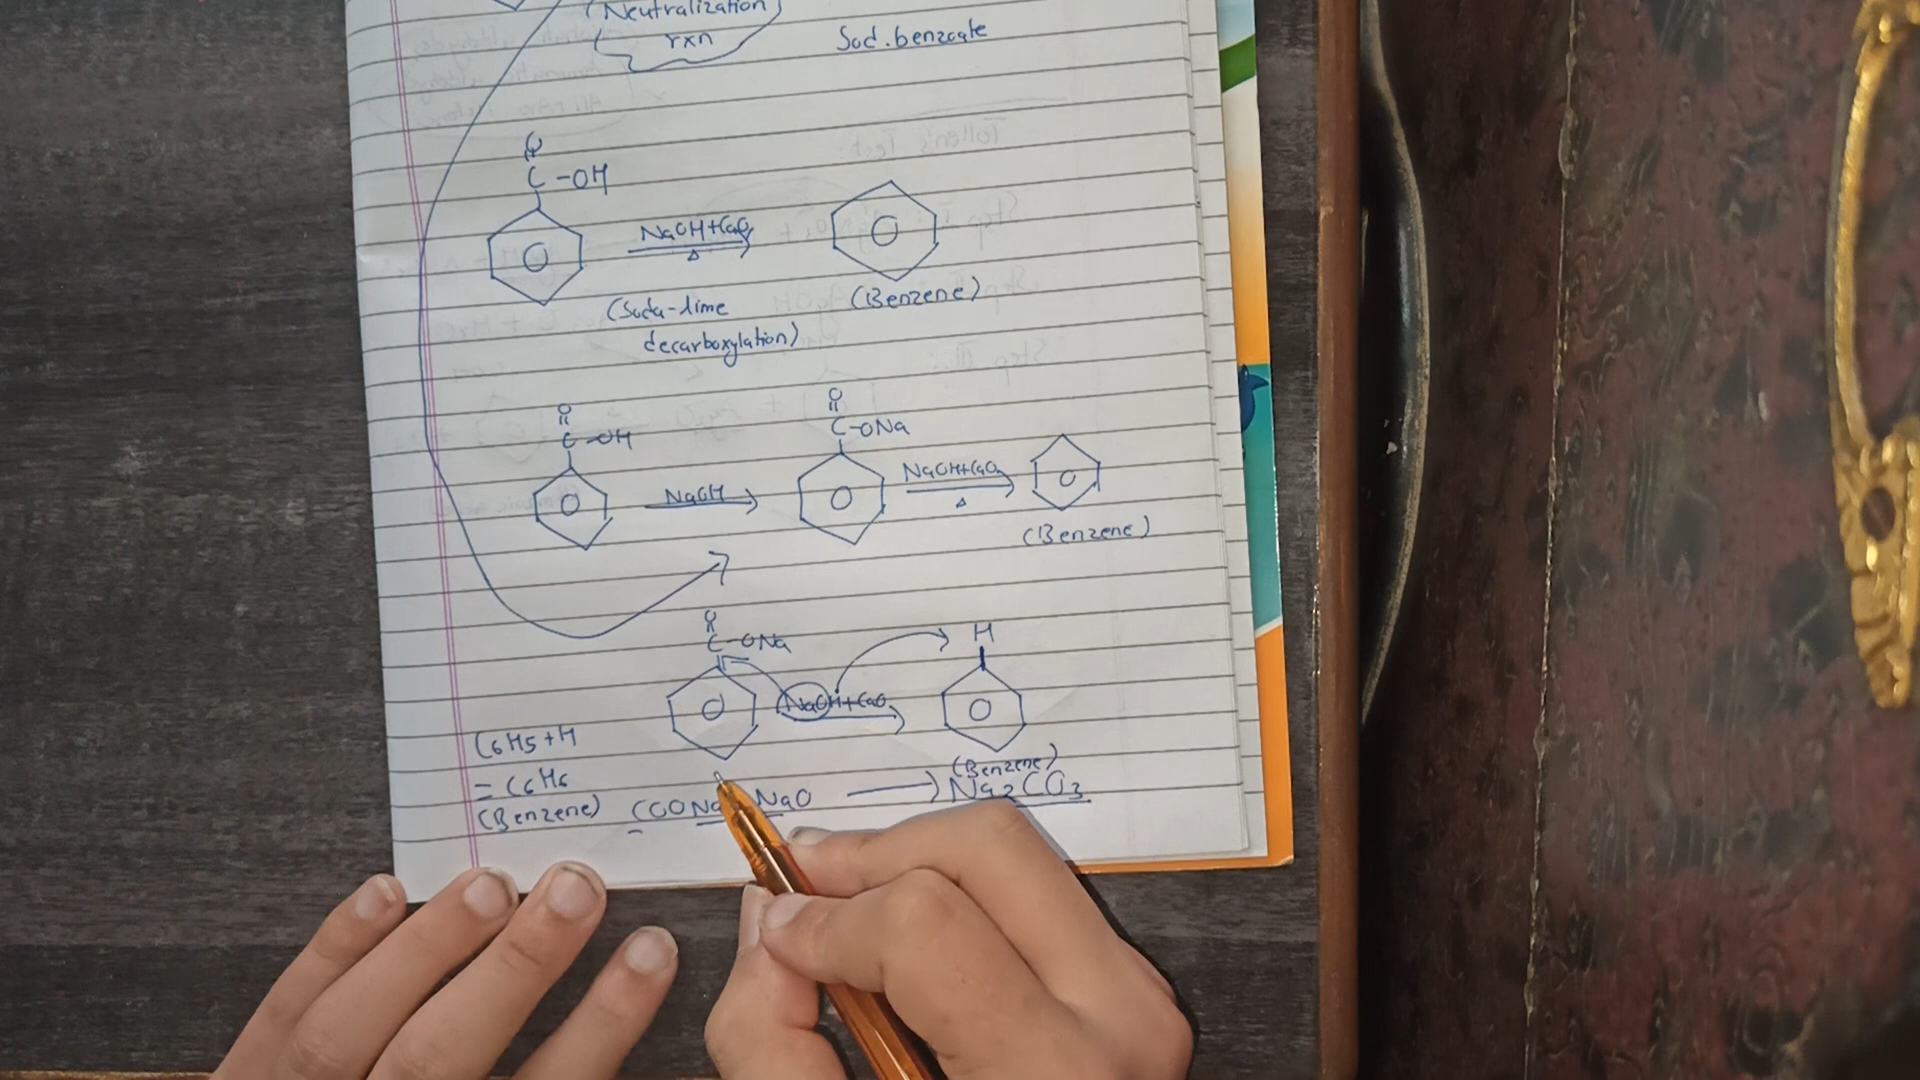 (Neutralization)
rxn
Sod. benzoate
O
C-OH
NaOH+CaO
Δ
(Soda-lime
decarboxylation)
(Benzene)
O
C-OH
NaOH
O
C-ONa
NaOH+CaO
Δ
(Benzene)
O
C-ONa
NaOH+CaO
H
(Benzene)
C6H5+H
= C6H6
(Benzene)
COONa NaO → Na2CO3